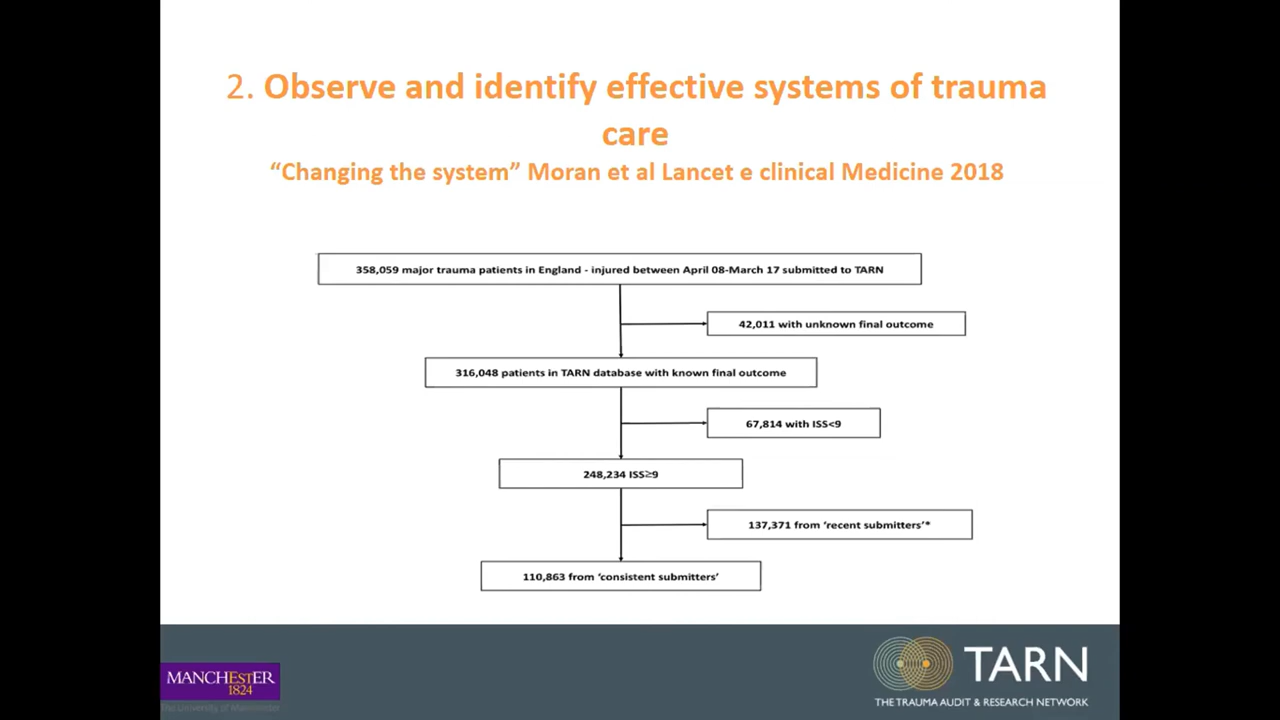 2. Observe and identify effective systems of trauma
care
“Changing the system” Moran et al Lancet e clinical Medicine 2018
358,059 major trauma patients in England - injured between April 08-March 17 submitted to TARN
42,011 with unknown final outcome
316,048 patients in TARN database with known final outcome
67,814 with ISS<9
248,234 ISS≥9
137,371 from ‘recent submitters’*
110,863 from ‘consistent submitters’
MANCHESTER
1824
The University of Manchester
TARN
THE TRAUMA AUDIT & RESEARCH NETWORK